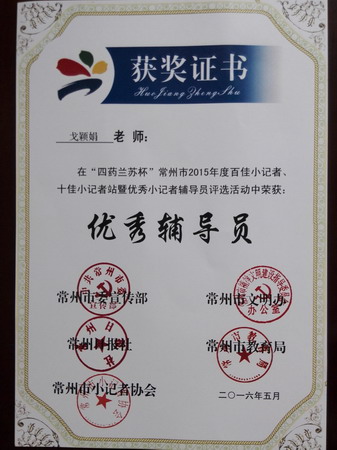 获奖证书
HuoJiangZhengShu
戈颖娟 老师：
在“四药兰苏杯”常州市2015年度百佳小记者、
十佳小记者站暨优秀小记者辅导员评选活动中荣获：
优秀辅导员
常州市委宣传部 常州市文明办
常州日报社 常州市教育局
常州市小记者协会
二〇一六年五月